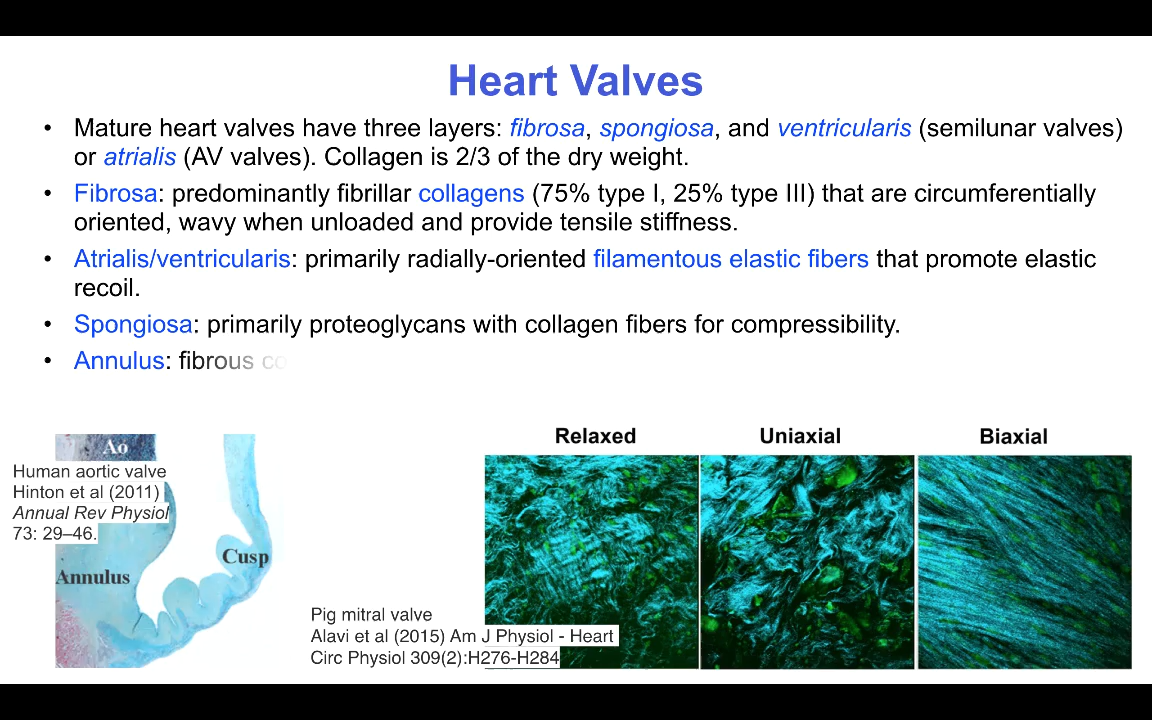 Heart Valves
• Mature heart valves have three layers: fibrosa, spongiosa, and ventricularis (semilunar valves)
or atrialis (AV valves). Collagen is 2/3 of the dry weight.
• Fibrosa: predominantly fibrillar collagens (75% type I, 25% type III) that are circumferentially
oriented, wavy when unloaded and provide tensile stiffness.
• Atrialis/ventricularis: primarily radially-oriented filamentous elastic fibers that promote elastic
recoil.
• Spongiosa: primarily proteoglycans with collagen fibers for compressibility.
• Annulus: fibrous
Ao
Human aortic valve
Hinton et al (2011)
Annual Rev Physiol
73: 29–46.
Cusp
Annulus
Relaxed Uniaxial Biaxial
Pig mitral valve
Alavi et al (2015) Am J Physiol - Heart
Circ Physiol 309(2):H276-H284